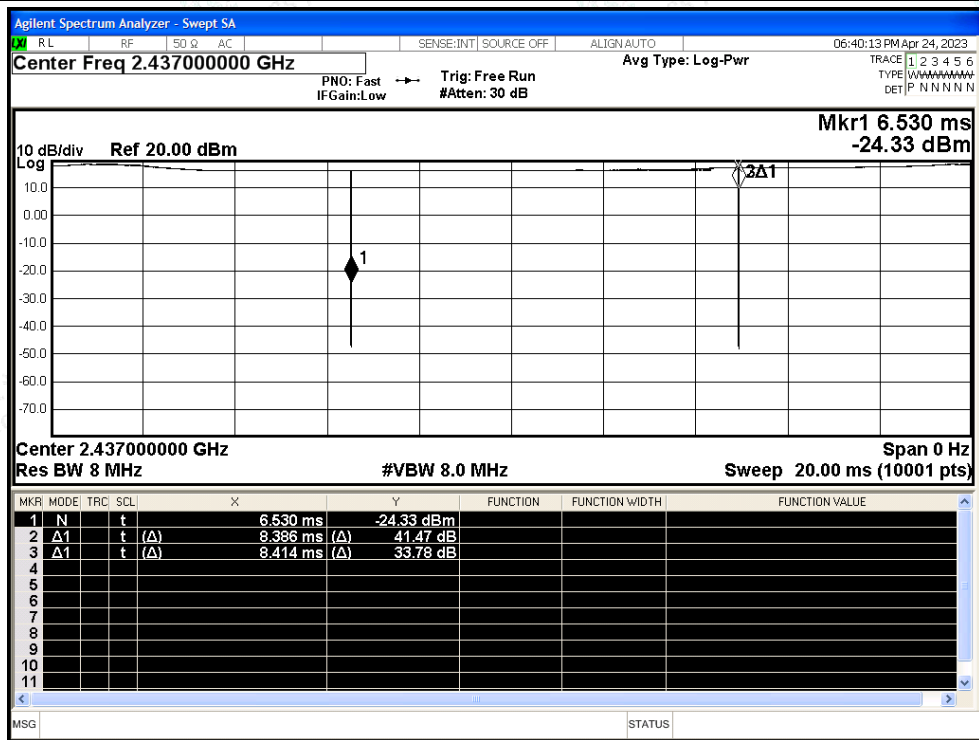 Agilent Spectrum Analyzer - Swept SA
LXI RL RF 50 Ω AC SENSE:INT SOURCE OFF ALIGN AUTO 06:40:13 PM Apr 24, 2023
Center Freq 2.437000000 GHz
PNO: Fast
IFGain:Low
Trig: Free Run
#Atten: 30 dB
Avg Type: Log-Pwr
TRACE 1 2 3 4 5 6
TYPE
DET P N N N N N
Mkr1 6.530 ms
-24.33 dBm
10 dB/div Ref 20.00 dBm
Log
10.0
0.00
-10.0
-20.0
-30.0
-40.0
-50.0
-60.0
-70.0
3Δ1
1
Center 2.437000000 GHz Span 0 Hz
Res BW 8 MHz #VBW 8.0 MHz Sweep 20.00 ms (10001 pts)
MKR MODE TRC SCL X Y FUNCTION FUNCTION WIDTH FUNCTION VALUE
1 N t 6.530 ms -24.33 dBm
2 Δ1 t (Δ) 8.386 ms (Δ) 41.47 dB
3 Δ1 t (Δ) 8.414 ms (Δ) 33.78 dB
4
5
6
7
8
9
10
11
MSG STATUS